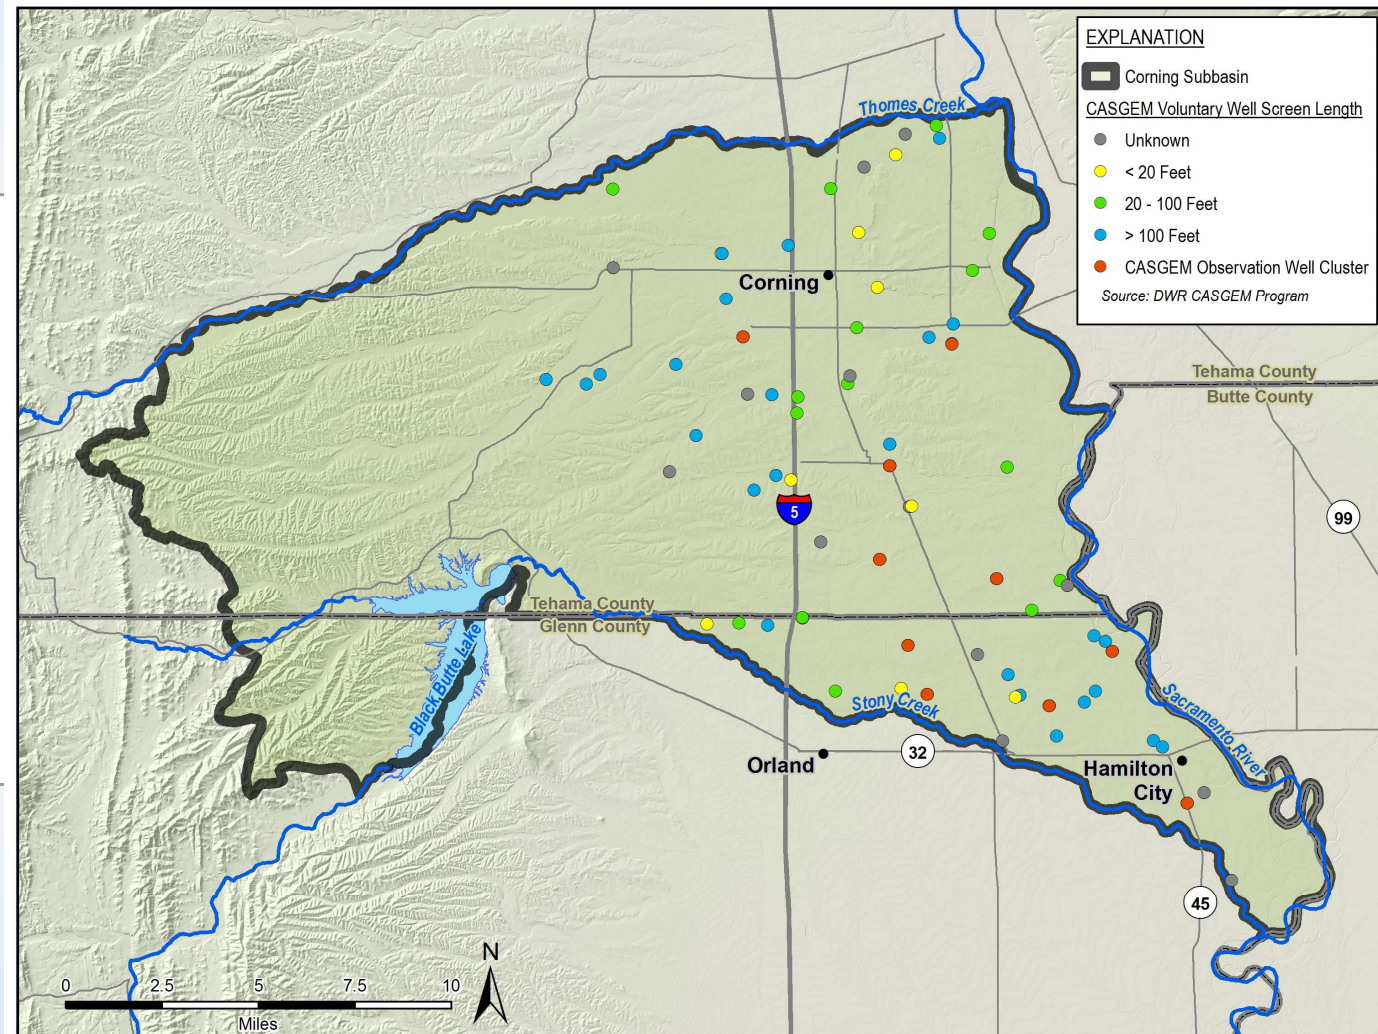 EXPLANATION
Corning Subbasin
CASGEM Voluntary Well Screen Length
Unknown
< 20 Feet
20 - 100 Feet
> 100 Feet
CASGEM Observation Well Cluster
Source: DWR CASGEM Program
Thomes Creek
Corning
Tehama County
Butte County
99
5
Tehama County
Glenn County
Black Butte Lake
Stony Creek
Sacramento River
Orland
32
Hamilton
City
45
N
0 2.5 5 7.5 10
Miles